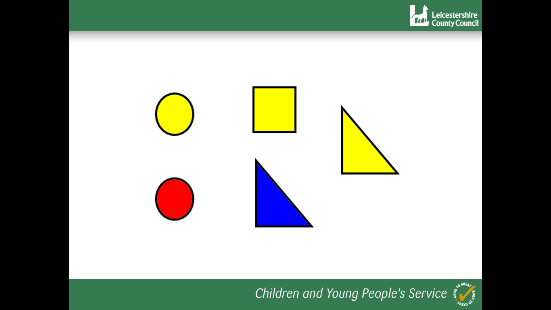 Leicestershire
County Council
Children and Young People's Service